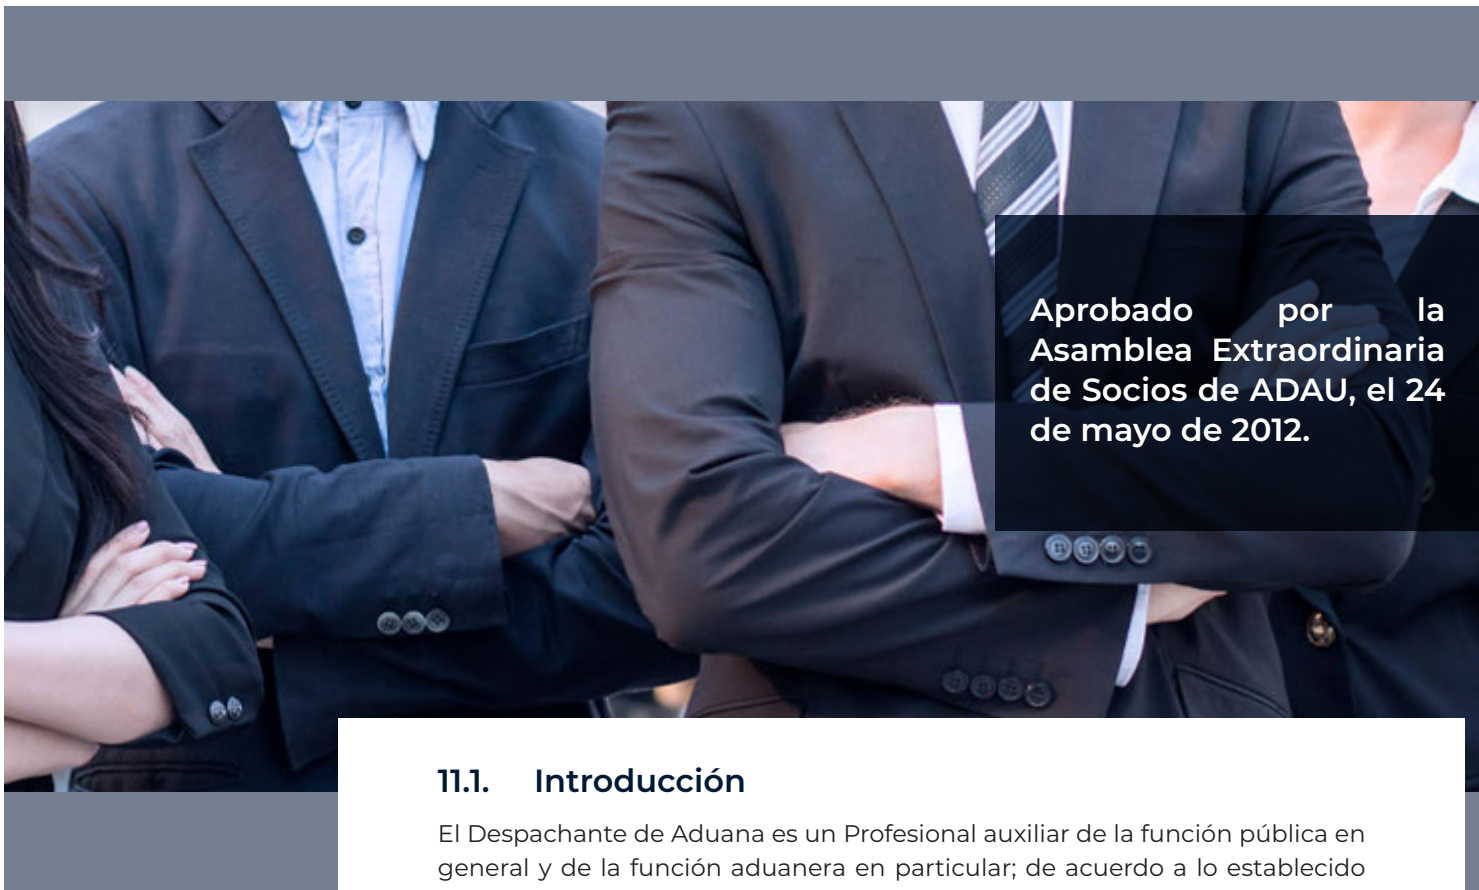 Aprobado por la
Asamblea Extraordinaria
de Socios de ADAU, el 24
de mayo de 2012.
11.1. Introducción
El Despachante de Aduana es un Profesional auxiliar de la función pública en
general y de la función aduanera en particular; de acuerdo a lo establecido